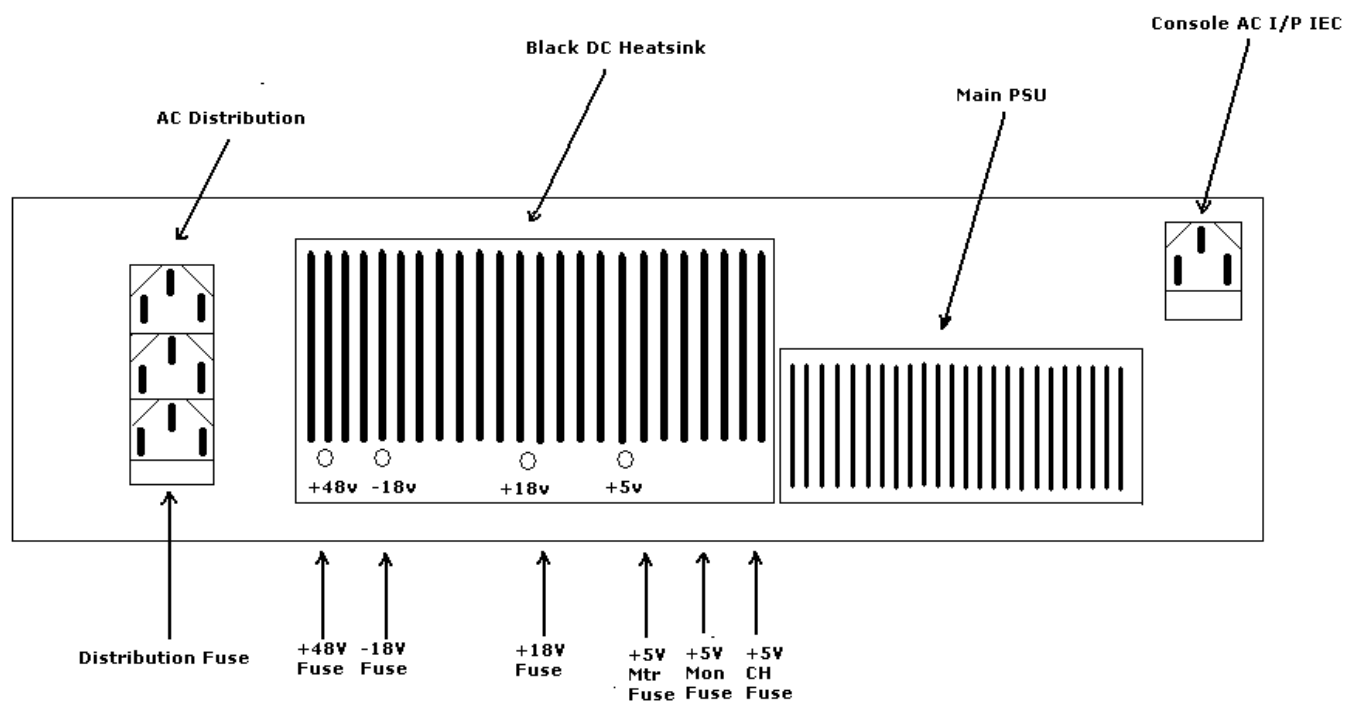 Console AC I/P IEC
Black DC Heatsink
Main PSU
AC Distribution
+48v -18v +18v +5v
Distribution Fuse
+48V Fuse
-18V Fuse
+18V Fuse
+5V Mtr Fuse
+5V Mon Fuse
+5V CH Fuse